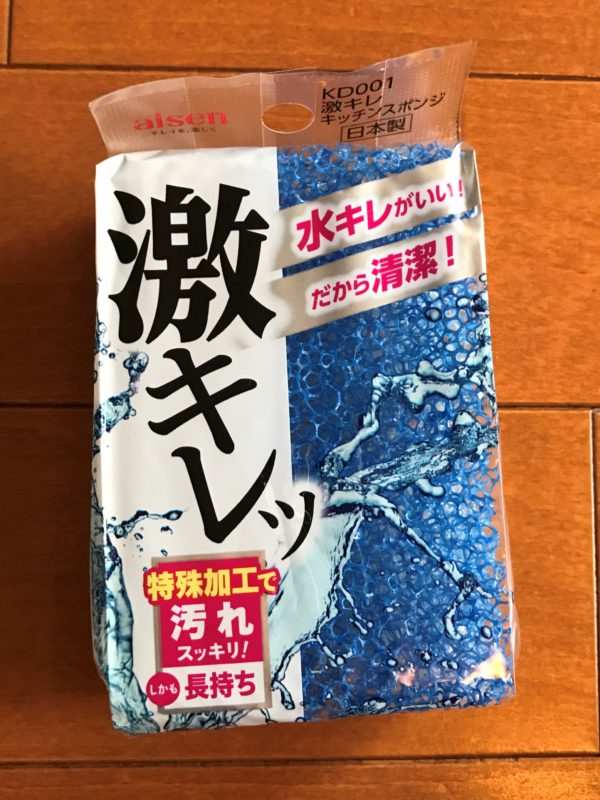 aisen
キレイを、楽しく
KD001
激キレ
キッチンスポンジ
日本製
水キレがいい!
だから清潔!
激キレッ
特殊加工で
汚れ
スッキリ!
しかも
長持ち